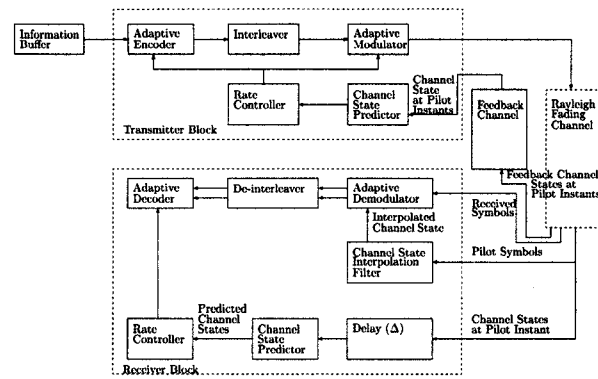 Information
Buffer
Adaptive
Encoder
Interleaver
Adaptive
Modulator
Rate
Controller
Channel
State
Predictor
Channel
State
at Pilot
Instants
Feedback
Channel
Rayleigh
Fading
Channel
Transmitter Block
Feedback Channel
States at
Pilot Instants
Adaptive
Decoder
De-interleaver
Adaptive
Demodulator
Received
Symbols
Interpolated
Channel State
Channel State
Interpolation
Filter
Pilot Symbols
Predicted
Channel
States
Rate
Controller
Channel
State
Predictor
Delay (Δ)
Channel States
at Pilot Instant
Receiver Block